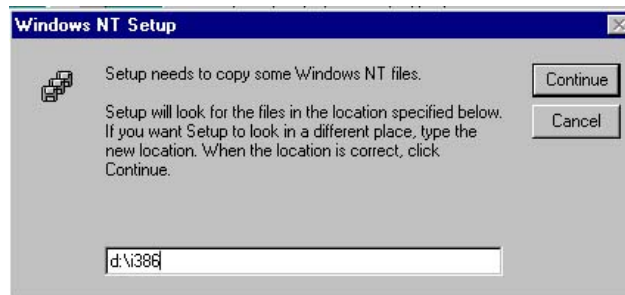 Windows NT Setup
Setup needs to copy some Windows NT files.
Continue
Setup will look for the files in the location specified below.
If you want Setup to look in a different place, type the
new location. When the location is correct, click
Continue.
Cancel
d:\i386